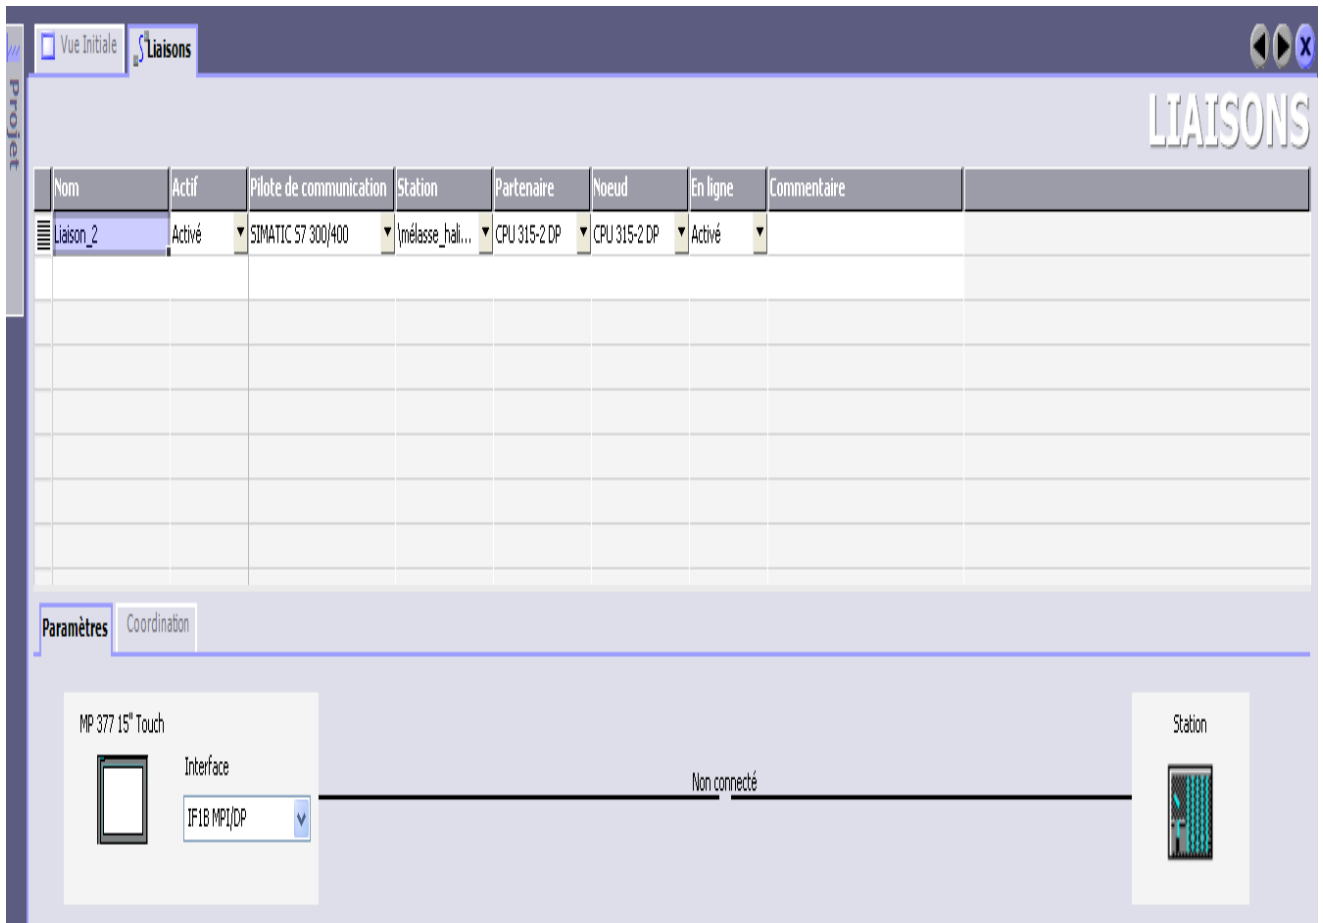 Projet
Vue Initiale
Liaisons
LIAISONS
Nom Actif Pilote de communication Station Partenaire Noeud En ligne Commentaire
Liaison_2 Activé SIMATIC S7 300/400 \mélasse_hali... CPU 315-2 DP CPU 315-2 DP Activé
Paramètres Coordination
MP 377 15" Touch
Station
Interface
Non connecté
IF1B MPI/DP